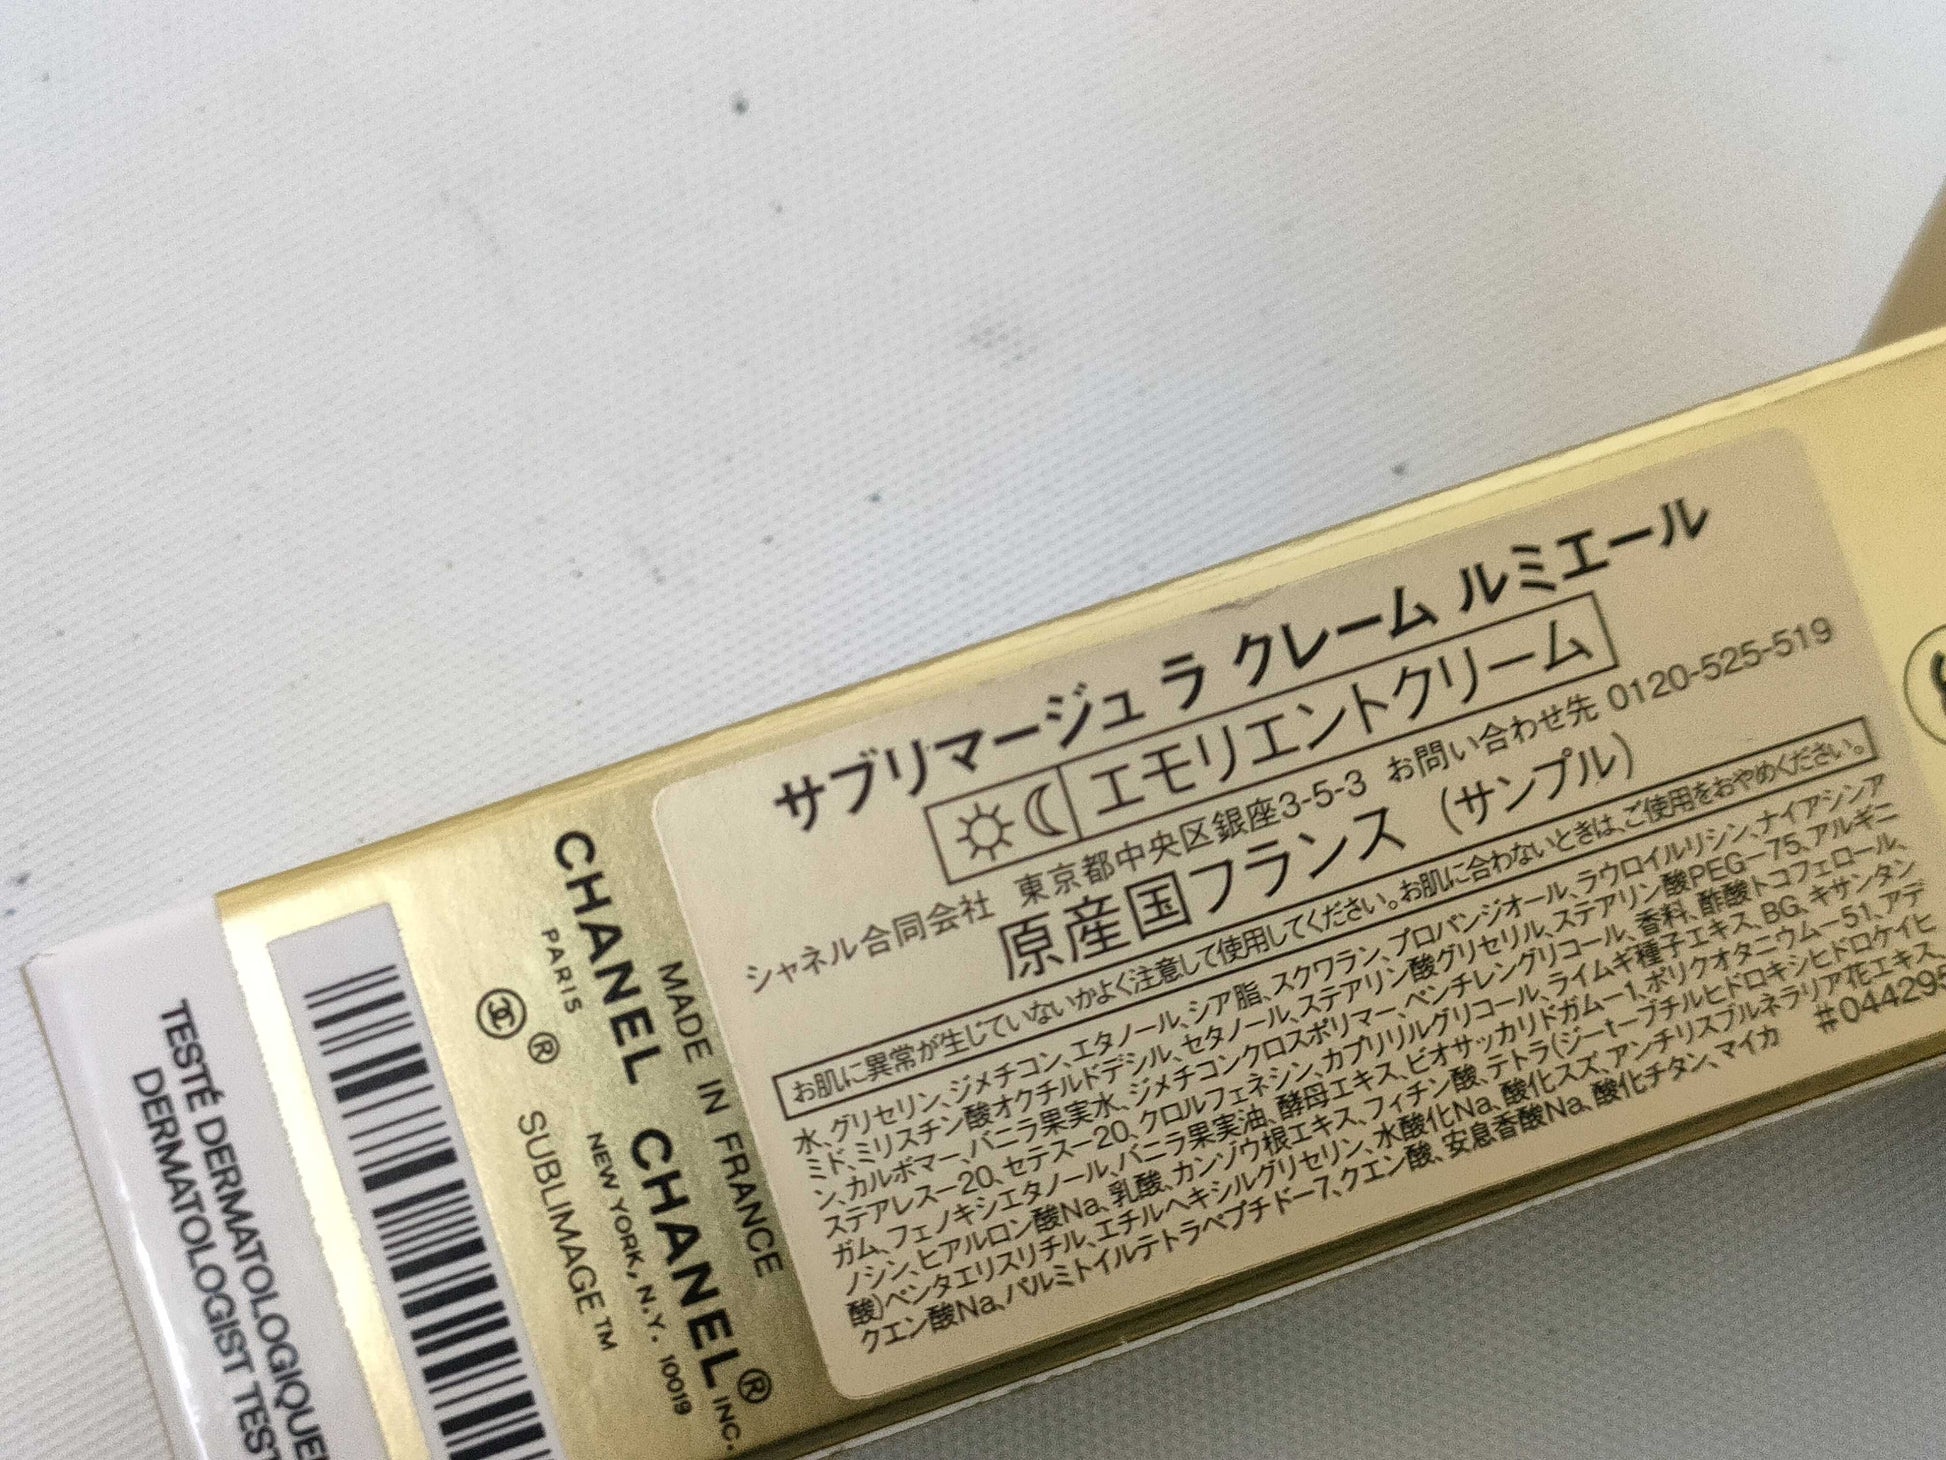 サブリマージュ ラ クレーム ルミエール
エモリエントクリーム
シャネル合同会社 東京都中央区銀座3-5-3 お問い合わせ先 0120-525-519
原産国フランス (サンプル)
お肌に異常が生じていないかよく注意して使用してください。お肌に合わないときは、ご使用をおやめください。
水、グリセリン、ジメチコン、エタノール、シア脂、スクワラン、プロパンジオール、ラウロイルリシン、ナイアシンア
ミド、ミリスチン酸オクチルドデシル、セタノール、ステアリン酸グリセリル、ステアリン酸PEG-75、アルギニ
ン、カルボマー、バニラ果実水、ジメチコンクロスポリマー、ペンチレングリコール、香料、酢酸トコフェロール、
ステアレス-20、セテス-20、クロルフェネシン、カプリリルグリコール、ライムギ種子エキス、BG、キサンタン
ガム、フェノキシエタノール、バニラ果実油、酵母エキス、ビオサッカリドガム-1、ポリクオタニウム-51、アデ
ノシン、ヒアルロン酸Na、乳酸、カンゾウ根エキス、フィチン酸、テトラ(ジ-t-ブチルヒドロキシヒドロケイヒ
酸)ペンタエリスリチル、エチルヘキシルグリセリン、水酸化Na、酸化スズ、アンチリスブルネラリア花エキス、
クエン酸Na、パルミトイルテトラペプチド-7、クエン酸、安息香酸Na、酸化チタン、マイカ #044295
MADE IN FRANCE
CHANEL CHANEL® INC.
PARIS NEW YORK, N.Y. 10019
® SUBLIMAGE™
TESTÉ DERMATOLOGIQUE
DERMATOLOGIST TEST